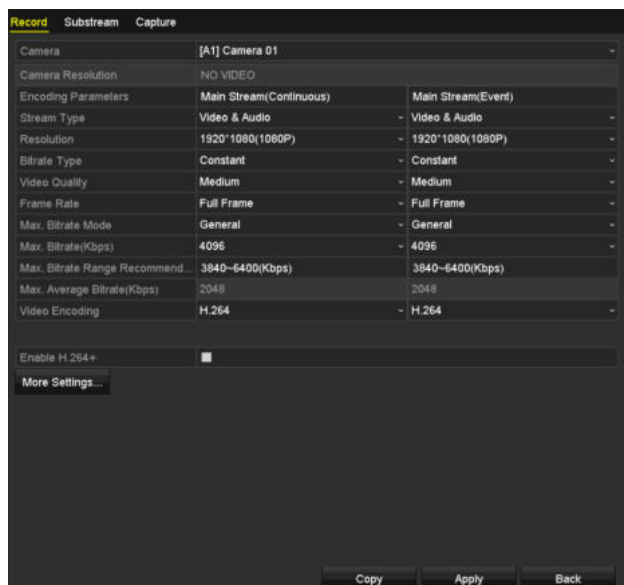 Record Substream Capture
Camera [A1] Camera 01
Camera Resolution NO VIDEO
Encoding Parameters Main Stream(Continuous) Main Stream(Event)
Stream Type Video & Audio Video & Audio
Resolution 1920*1080(1080P) 1920*1080(1080P)
Bitrate Type Constant Constant
Video Quality Medium Medium
Frame Rate Full Frame Full Frame
Max. Bitrate Mode General General
Max. Bitrate(Kbps) 4096 4096
Max. Bitrate Range Recommend... 3840~6400(Kbps) 3840~6400(Kbps)
Max. Average Bitrate(Kbps) 2048 2048
Video Encoding H.264 H.264
Enable H.264+
More Settings...
Copy Apply Back